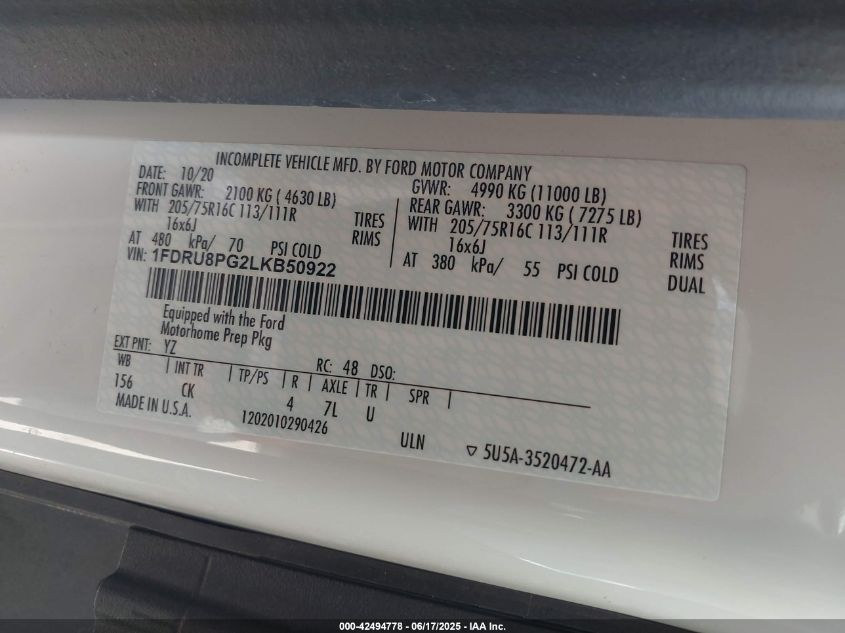 INCOMPLETE VEHICLE MFD. BY FORD MOTOR COMPANY
DATE: 10/20
GVWR: 4990 KG (11000 LB)
FRONT GAWR: 2100 KG ( 4630 LB)
REAR GAWR: 3300 KG ( 7275 LB)
WITH 205/75R16C 113/111R TIRES
WITH 205/75R16C 113/111R TIRES
16x6J RIMS
16x6J RIMS
AT 480 kPa/ 70 PSI COLD
AT 380 kPa/ 55 PSI COLD DUAL
VIN: 1FDRU8PG2LKB50922
Equipped with the Ford
Motorhome Prep Pkg
EXT PNT: YZ RC: 48 DSO:
WB INT TR TP/PS R AXLE TR SPR
156 CK 4 7L U
MADE IN U.S.A. 1202010290426 ULN 5U5A-3520472-AA
000-42494778 - 06/17/2025 - IAA Inc.